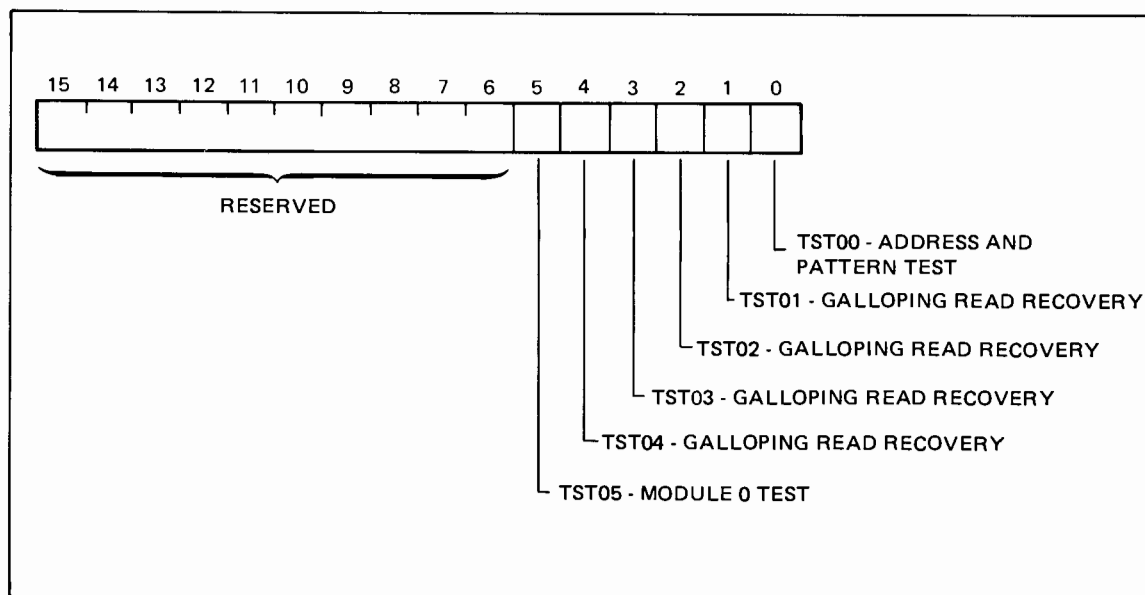 15 14 13 12 11 10 9 8 7 6 5 4 3 2 1 0
RESERVED
TST00 - ADDRESS AND
PATTERN TEST
TST01 - GALLOPING READ RECOVERY
TST02 - GALLOPING READ RECOVERY
TST03 - GALLOPING READ RECOVERY
TST04 - GALLOPING READ RECOVERY
TST05 - MODULE 0 TEST